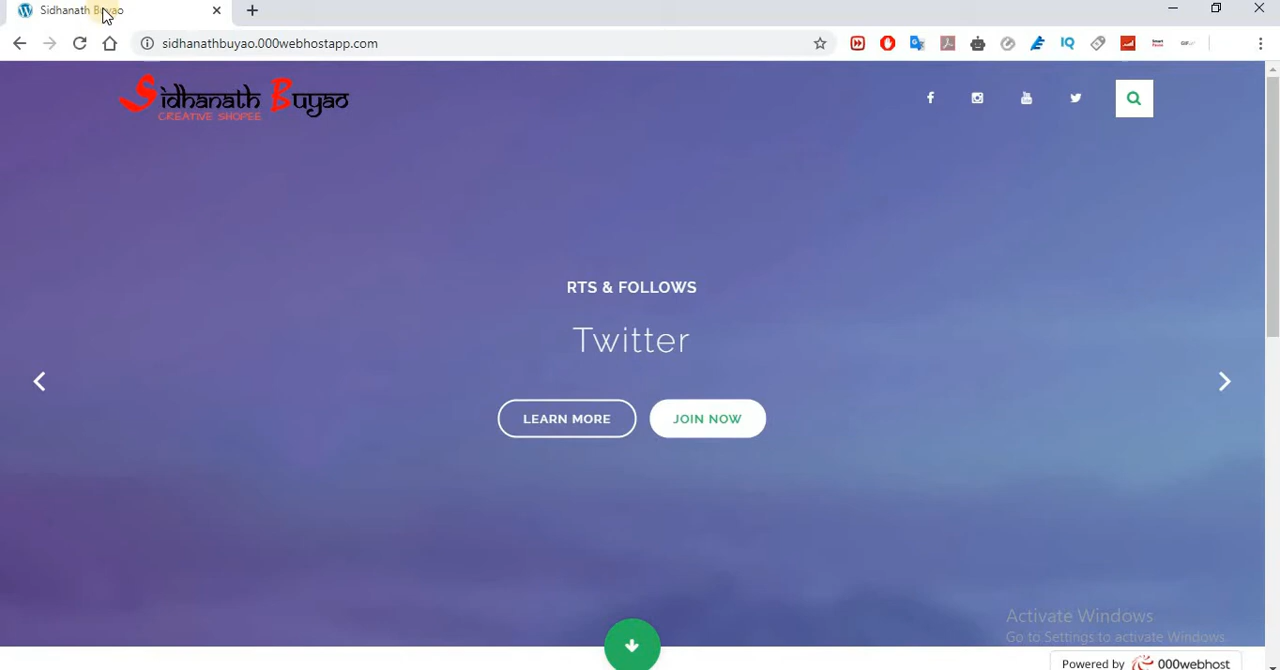 Sidhanath Buyao
sidhanathbuyao.000webhostapp.com
IQ
Sidhanath Buyao
CREATIVE SHOPEE
RTS & FOLLOWS
Twitter
LEARN MORE
JOIN NOW
Activate Windows
Go to Settings to activate Windows.
Powered by 000webhost